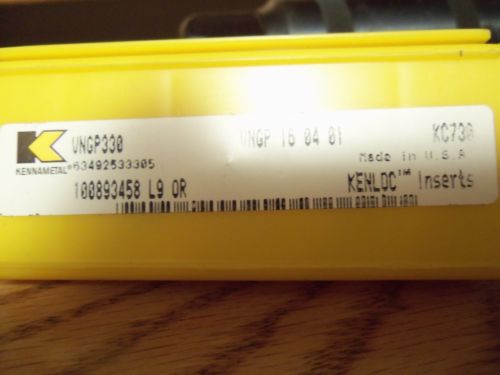 VNGP330 VNGP 16 04 01 KC730
KENNAMETAL 63492533305 Made in U.S.A
100893458 L9 OR KENLOC™ Inserts